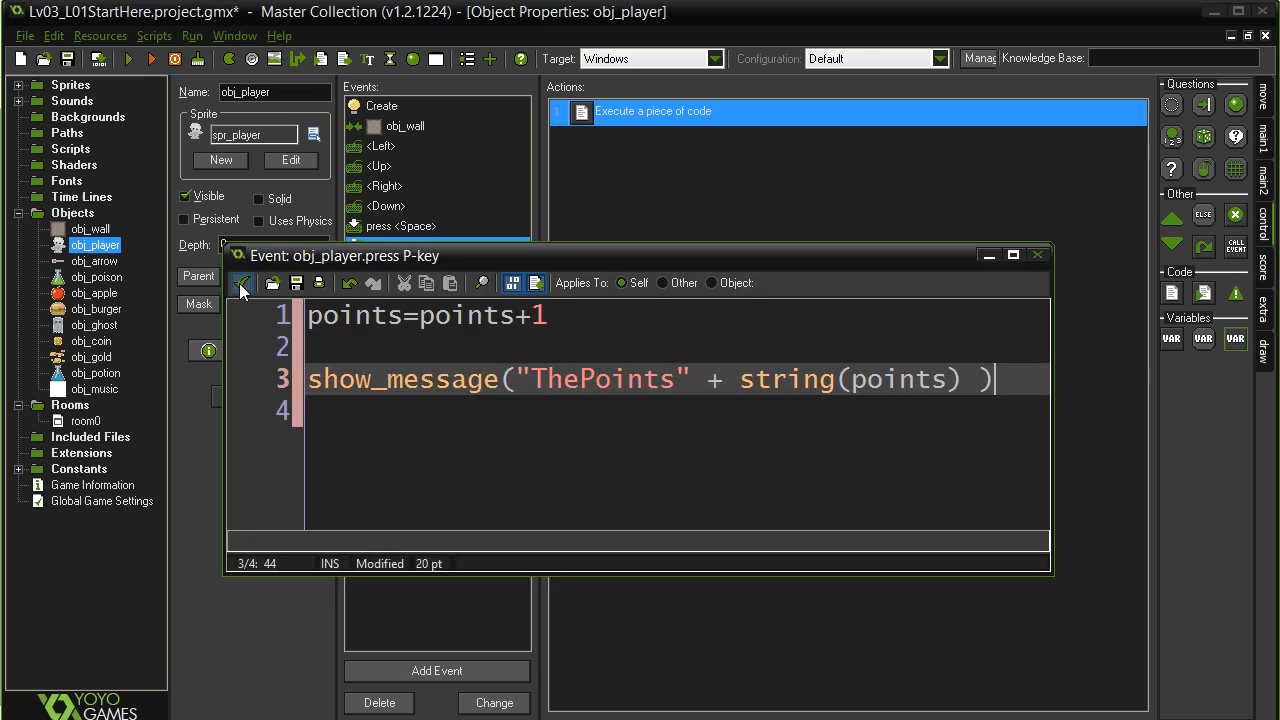 Lv03_L01StartHere.project.gmx* - Master Collection (v1.2.1224) - [Object Properties: obj_player]
File Edit Resources Scripts Run Window Help
Target: Windows Configuration: Default Manag Knowledge Base:
Sprites
Sounds
Backgrounds
Paths
Scripts
Shaders
Fonts
Time Lines
Objects
obj_wall
obj_player
obj_arrow
obj_poison
obj_apple
obj_burger
obj_ghost
obj_coin
obj_gold
obj_potion
obj_music
Rooms
room0
Included Files
Extensions
Constants
Game Information
Global Game Settings
YOYO
GAMES
Name: obj_player
Sprite
spr_player
New Edit
Visible Solid
Persistent Uses Physics
Depth:
Parent
Mask
Events:
Create
obj_wall
<Left>
<Up>
<Right>
<Down>
press <Space>
Add Event
Delete Change
Actions:
1 Execute a piece of code
Event: obj_player.press P-key
Applies To: Self Other Object:
1 points=points+1
2
3 show_message("ThePoints" + string(points) )
4
3/4: 44 INS Modified 20 pt
Questions
Other
ELSE
CALL EVENT
Code
Variables
VAR VAR VAR
move
main1
main2
control
score
extra
draw